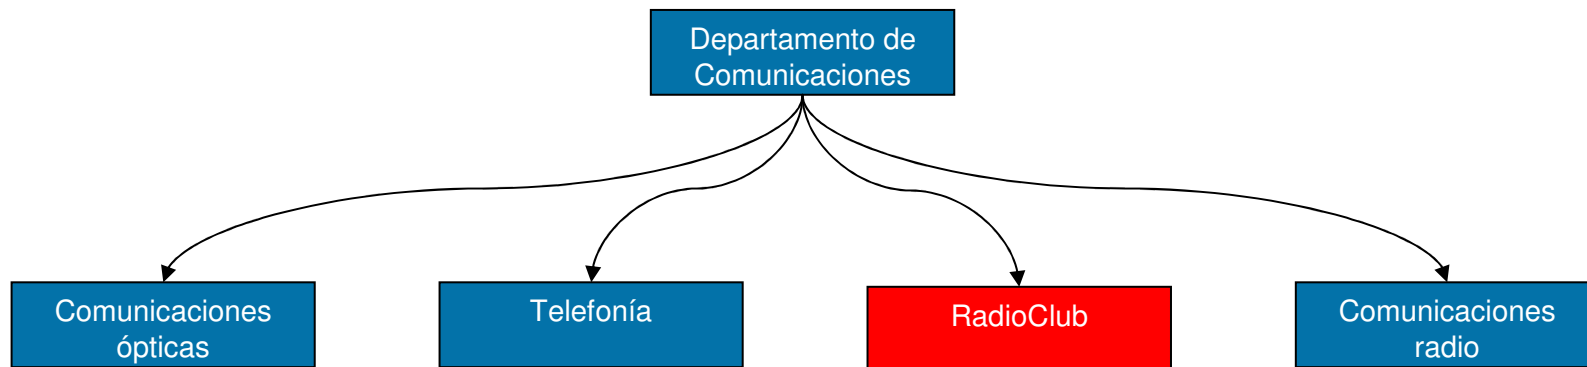 Departamento de
Comunicaciones
Comunicaciones
ópticas
Telefonía
RadioClub
Comunicaciones
radio